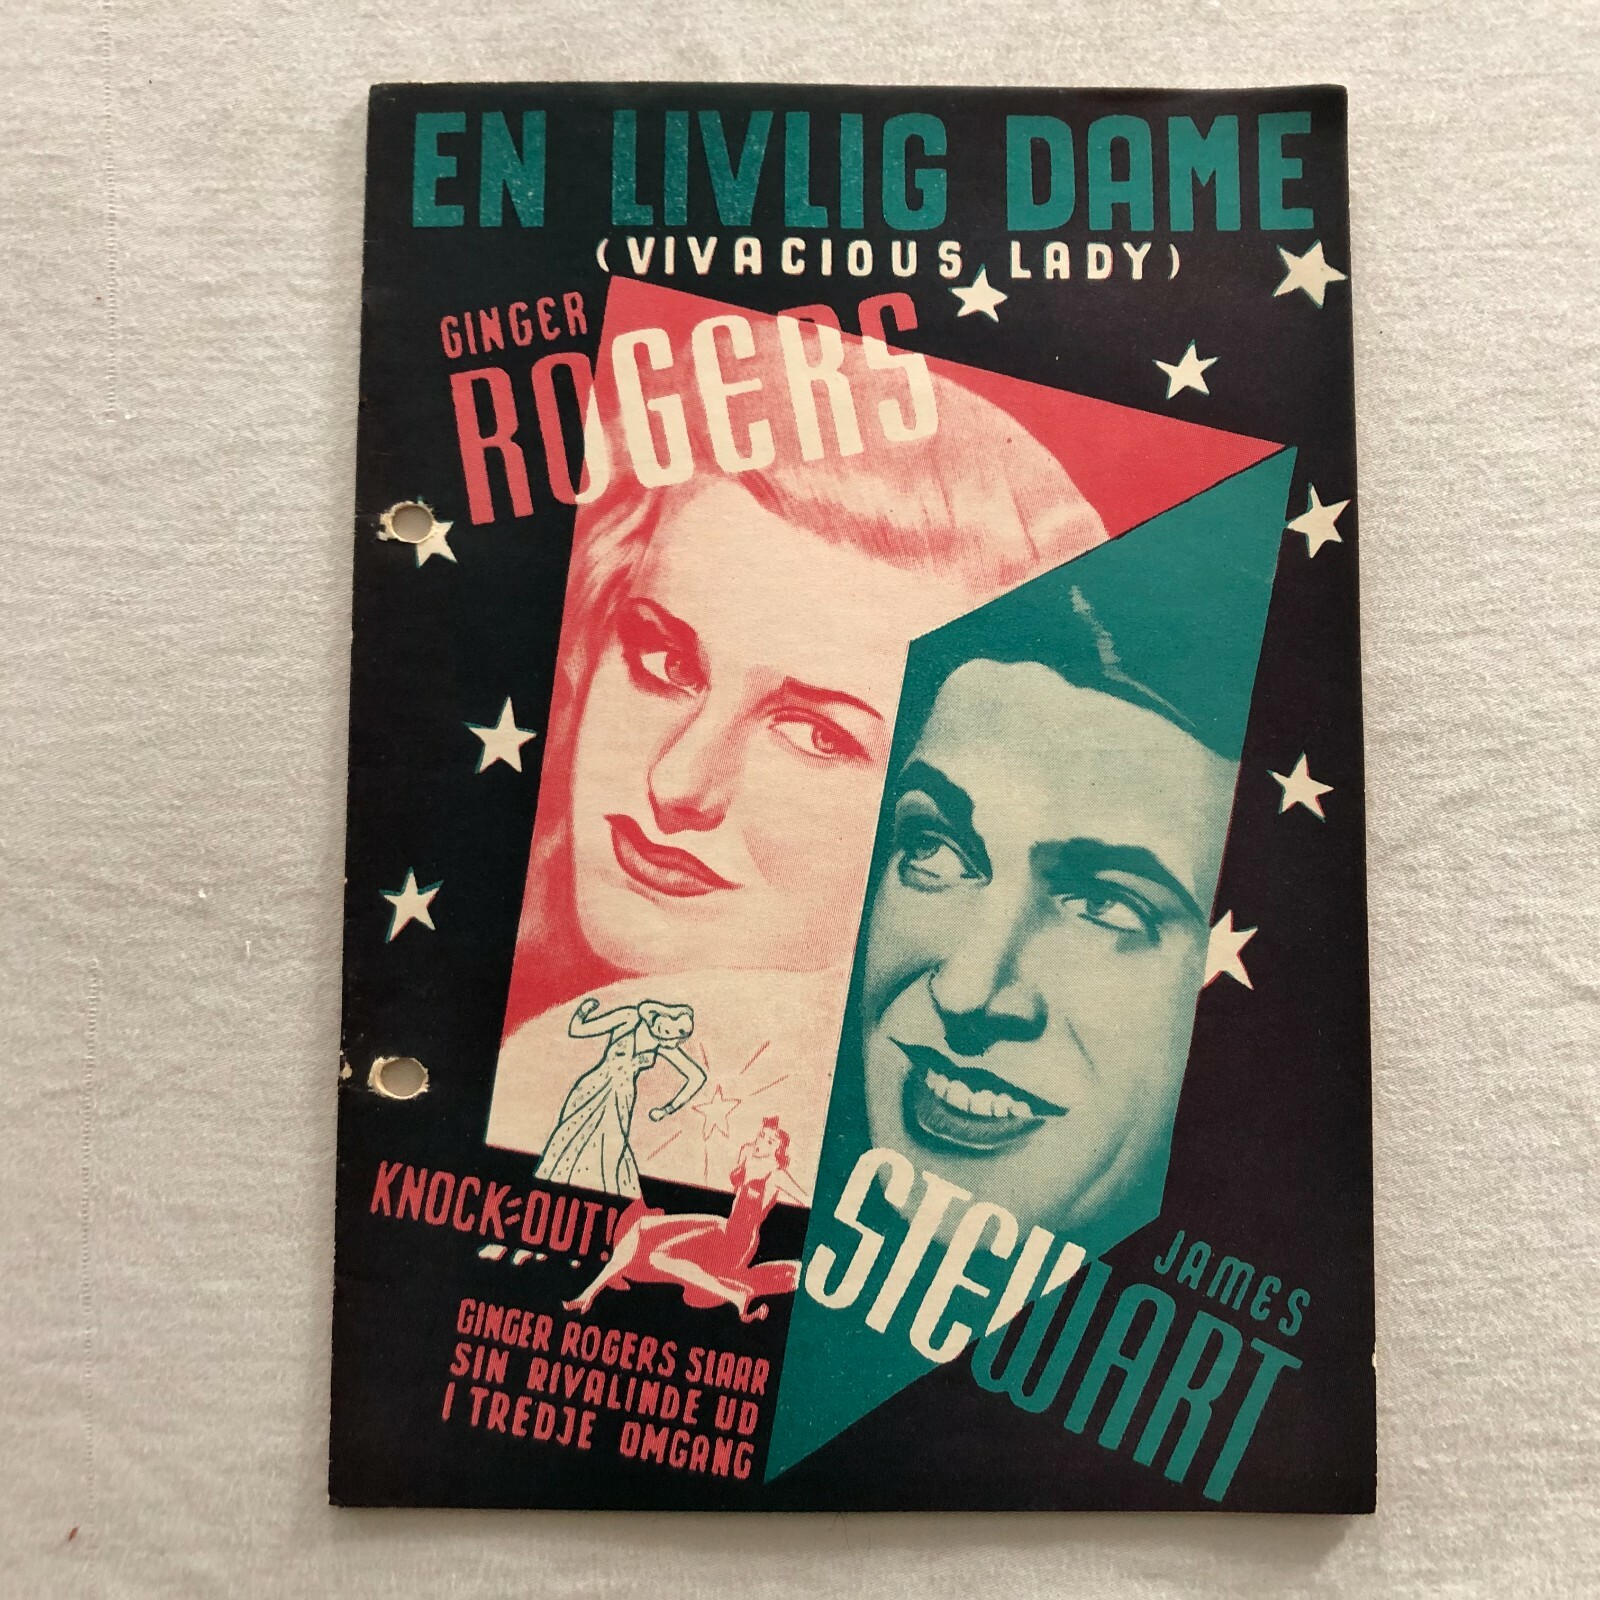 EN LIVLIG DAME
(VIVACIOUS LADY)
GINGER
ROGERS
KNOCK-OUT!
GINGER ROGERS SLAAR
SIN RIVALINDE UD
I TREDJE OMGANG
JAMES
STEWART